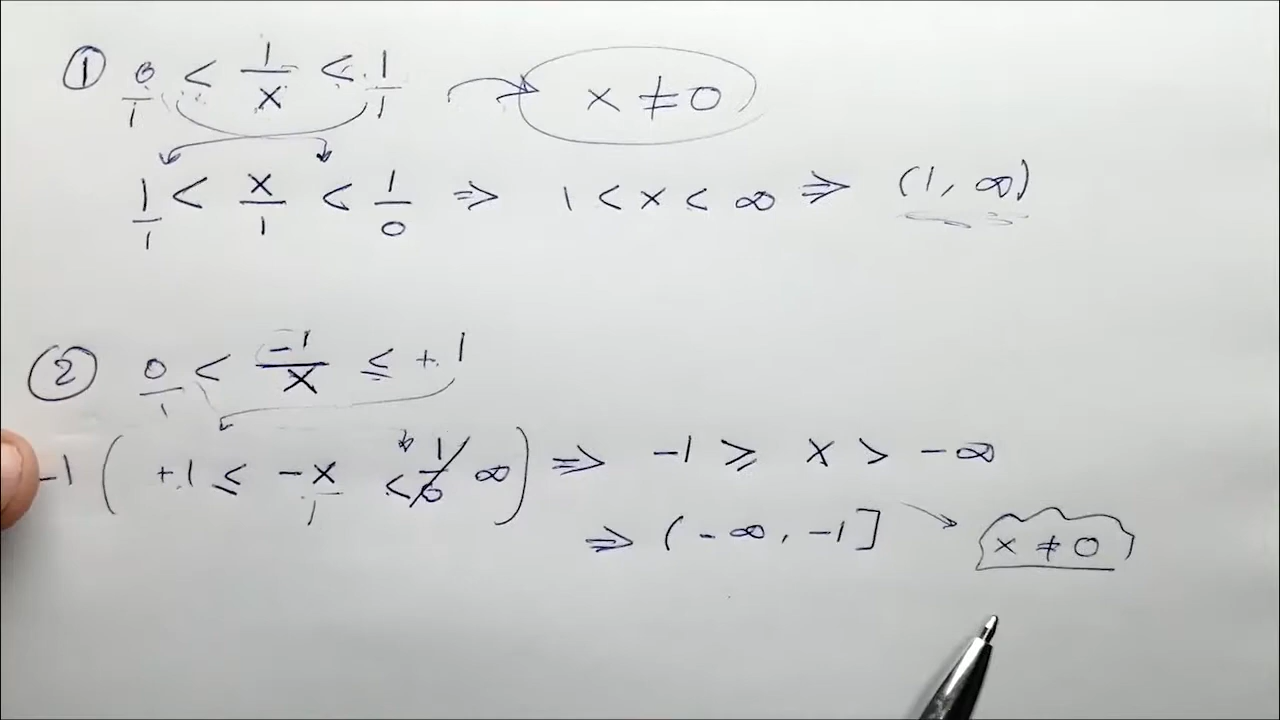 ① 0/1 < 1/x < 1/1 → x ≠ 0
1/1 < x/1 < 1/0 ⇒ 1 < x < ∞ ⇒ (1, ∞)
② 0/1 < -1/x ≤ +1
-1 ( +1 ≤ -x/1 < 1/0 ∞ ) ⇒ -1 ≥ x > -∞
⇒ (-∞, -1] → x ≠ 0